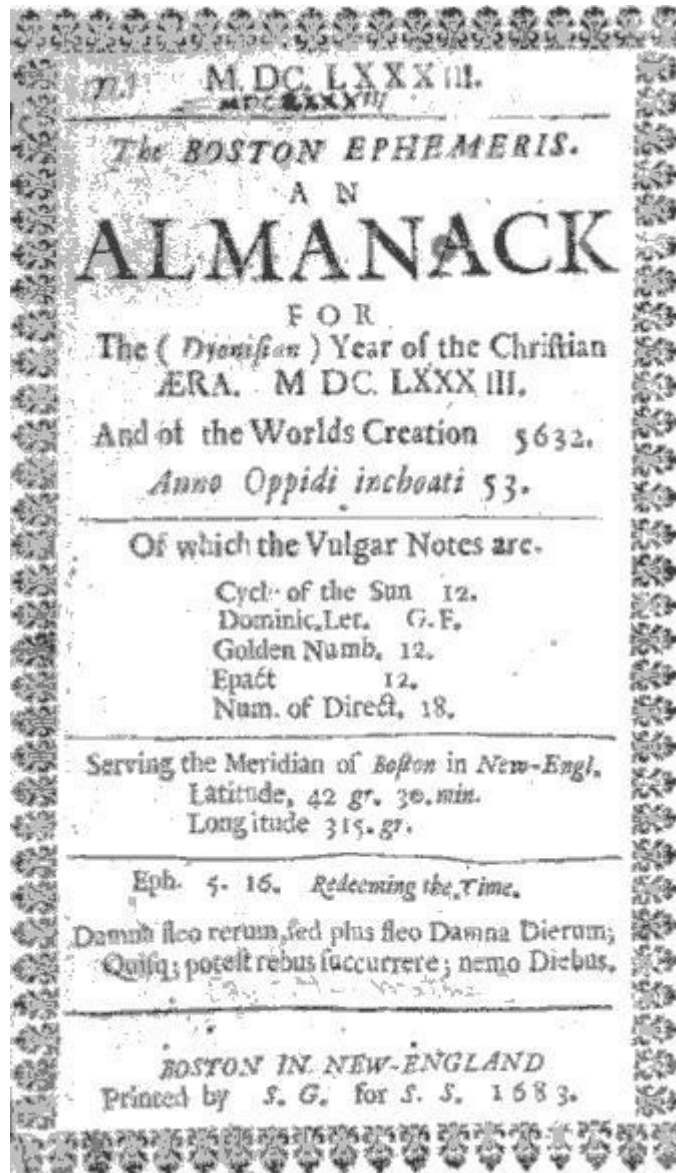 M. DC. LXXXIII.
MDCLXXXIII
The BOSTON EPHEMERIS.
AN
ALMANACK
FOR
The ( Dyoniſian ) Year of the Chriſtian
ÆRA. M DC. LXXXIII.
And of the Worlds Creation 5632.
Anno Oppidi inchoati 53.
Of which the Vulgar Notes are.
Cycle of the Sun 12.
Dominic. Let. G. F.
Golden Numb. 12.
Epact 12.
Num. of Direct. 18.
Serving the Meridian of Boſton in New-Engl.
Latitude, 42 gr. 30. min.
Longitude 315. gr.
Eph. 5. 16. Redeeming the Time.
Damna fleo rerum, ſed plus fleo Damna Dierum;
Quiſq; poteſt rebus ſuccurrere; nemo Diebus.
BOSTON IN NEW-ENGLAND
Printed by S. G. for S. S. 1683.